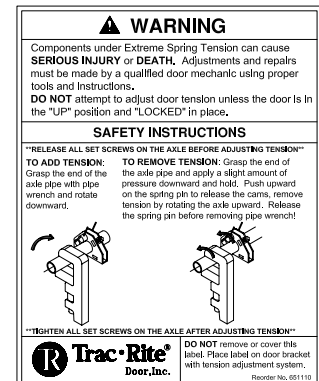 WARNING
Components under Extreme Spring Tension can cause
SERIOUS INJURY or DEATH. Adjustments and repairs
must be made by a qualified door mechanic using proper
tools and Instructions.
DO NOT attempt to adjust door tension unless the door is in
the "UP" position and "LOCKED" in place.
SAFETY INSTRUCTIONS
**RELEASE ALL SET SCREWS ON THE AXLE BEFORE ADJUSTING TENSION**
TO ADD TENSION:
Grasp the end of the
axle pipe with pipe
wrench and rotate
downward.
TO REMOVE TENSION: Grasp the end of
the axle pipe and apply a slight amount of
pressure downward and hold. Push upward
on the spring pin to release the cams, remove
tension by rotating the axle upward. Release
the spring pin before removing pipe wrench!
**TIGHTEN ALL SET SCREWS ON THE AXLE AFTER ADJUSTING TENSION**
R Trac·Rite®
Door,Inc.
DO NOT remove or cover this
label. Place label on door bracket
with tension adjustment system.
Reorder No. 651110